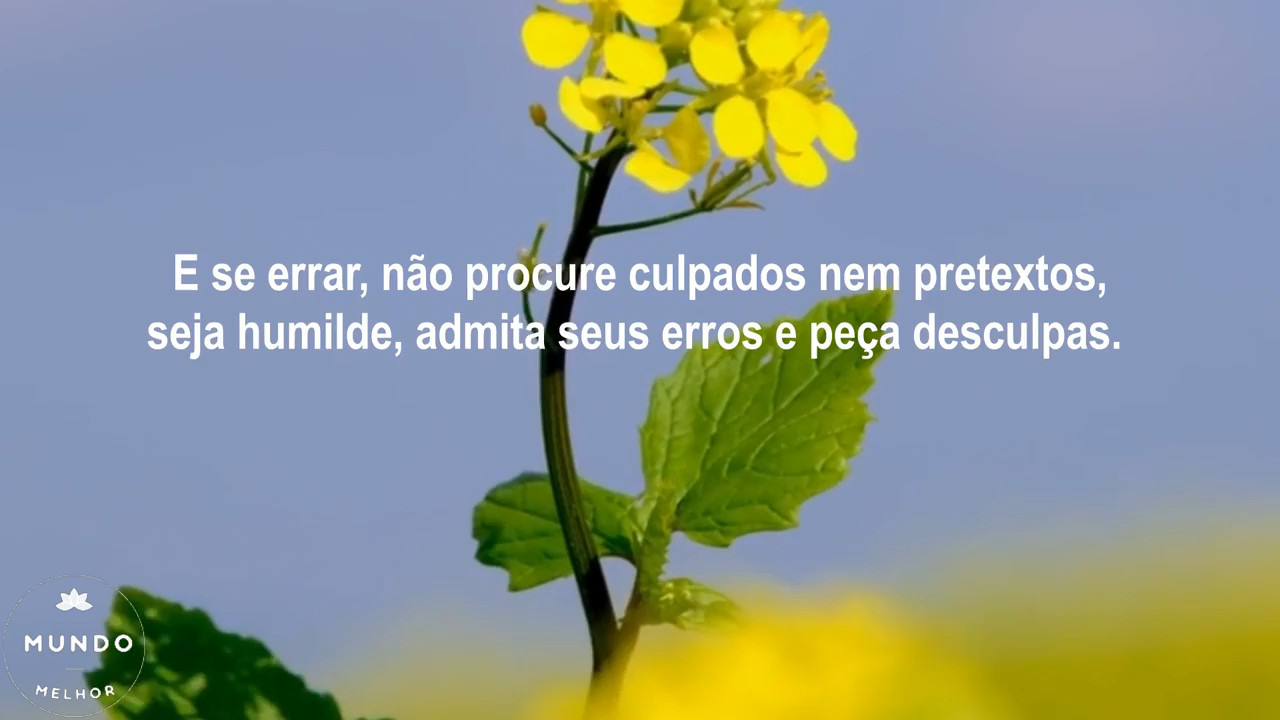 E se errar, não procure culpados nem pretextos,
seja humilde, admita seus erros e peça desculpas.
MUNDO
MELHOR